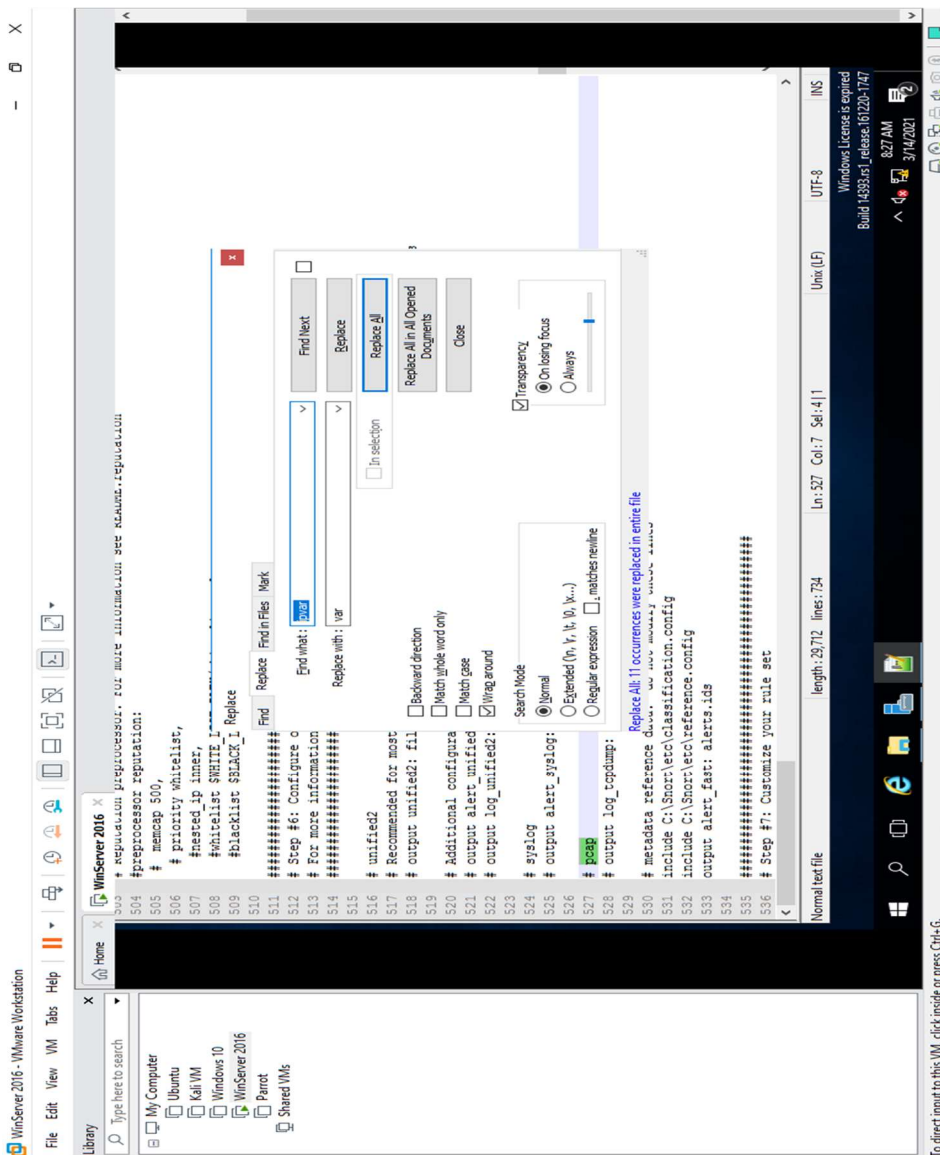 WinServer 2016 - VMware Workstation
File Edit View VM Tabs Help
Library
Type here to search
My Computer
Ubuntu
Kali VM
Windows 10
WinServer 2016
Parrot
Shared VMs
Home
WinServer 2016
503 # Reputation preprocessor. For more information see README.reputation
504 #preprocessor reputation:
505 # memcap 500,
506 # priority whitelist,
507 #nested_ip inner,
508 #whitelist $WHITE_L
509 #blacklist $BLACK_L
510
511 ####################
512 # Step #6: Configure o
513 # For more information
514 ####################
515
516 # unified2
517 # Recommended for most
518 # output unified2: fil
519
520 # Additional configura
521 # output alert_unified
522 # output log_unified2:
523
524 # syslog
525 # output alert_syslog:
526
527 # pcap
528 # output log_tcpdump:
529
530 # metadata reference data. do not modify these lines
531 include C:\Snort\etc\classification.config
532 include C:\Snort\etc\reference.config
533 output alert_fast: alerts.ids
534
535 ###################################################
536 # Step #7: Customize your rule set
Replace
Find Replace Find in Files Mark
Find what : pvar
Replace with : var
Find Next
Replace
In selection
Replace All
Replace All in All Opened
Documents
Close
Backward direction
Match whole word only
Match case
Wrap around
Search Mode
Normal
Extended (\n, \r, \t, \0, \x...)
Regular expression . matches newline
Transparency
On losing focus
Always
Replace All: 11 occurrences were replaced in entire file
Normal text file length : 29,712 lines : 734 Ln : 527 Col : 7 Sel : 4 | 1 Unix (LF) UTF-8 INS
Windows License is expired
Build 14393.rs1_release.161220-1747
8:27 AM
3/14/2021
2
To direct input to this VM, click inside or press Ctrl+G.